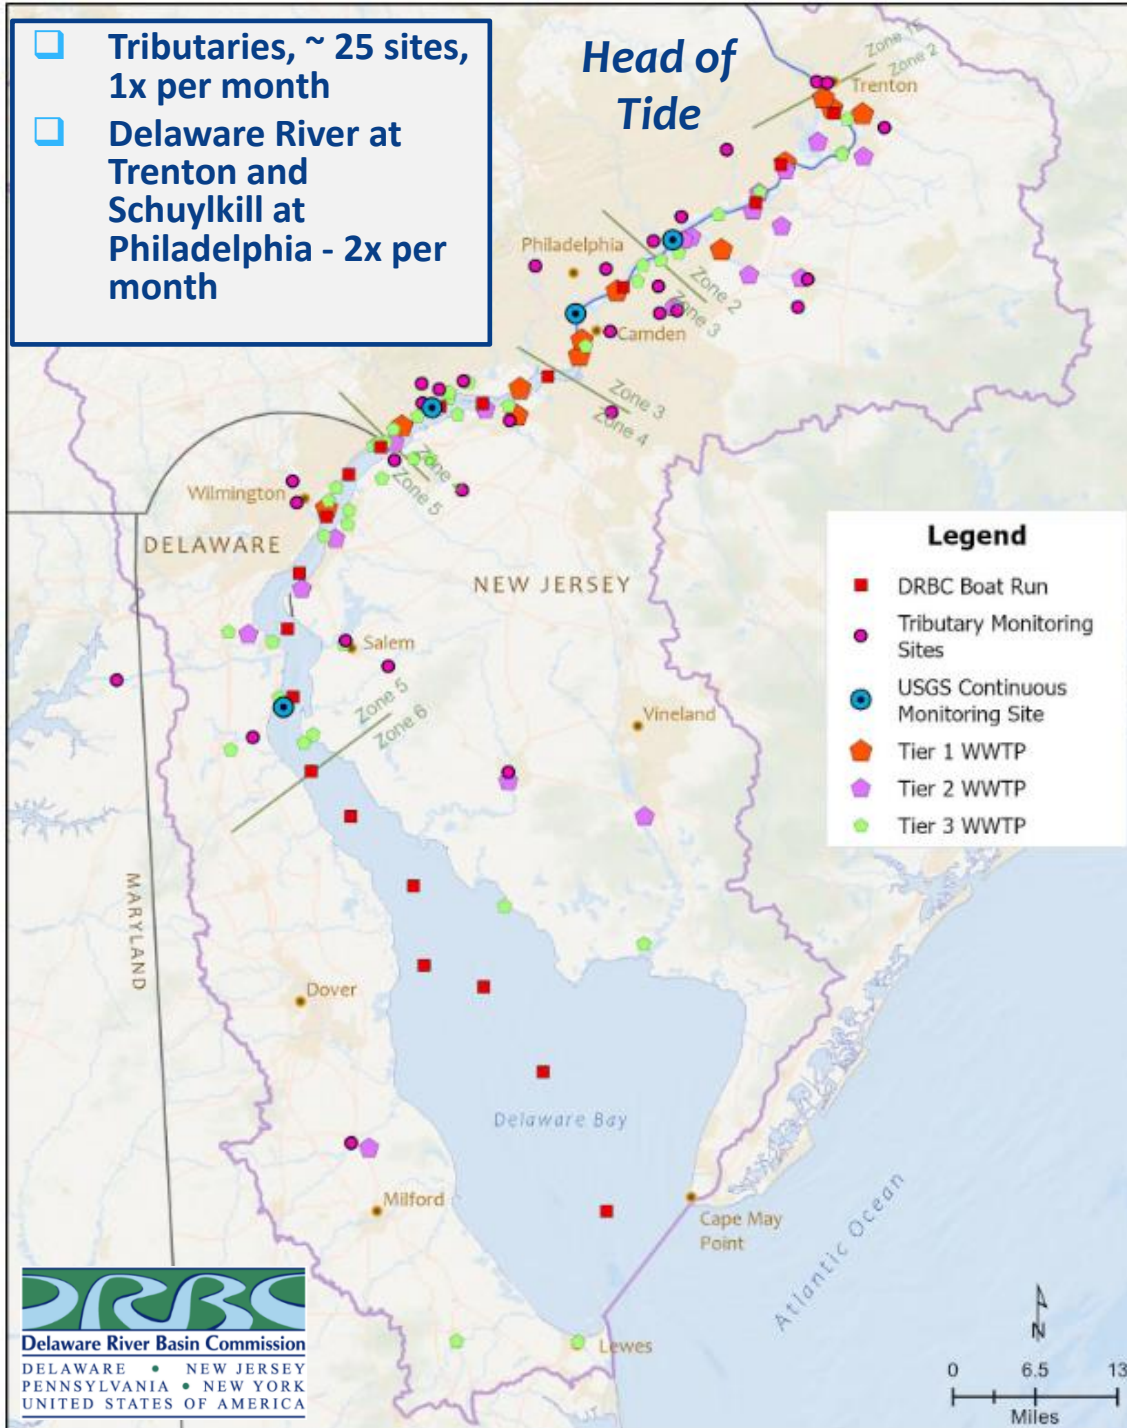 Tributaries, ~ 25 sites,
1x per month
Delaware River at
Trenton and
Schuylkill at
Philadelphia - 2x per
month
Head of
Tide
Zone 1E
Zone 2
Trenton
Philadelphia
Zone 2
Zone 3
Camden
Zone 3
Zone 4
Zone 4
Zone 5
Wilmington
DELAWARE
NEW JERSEY
Salem
Zone 5
Zone 6
Vineland
MARYLAND
Dover
Delaware Bay
Milford
Cape May
Point
Atlantic Ocean
Lewes
Legend
DRBC Boat Run
Tributary Monitoring
Sites
USGS Continuous
Monitoring Site
Tier 1 WWTP
Tier 2 WWTP
Tier 3 WWTP
DRBC
Delaware River Basin Commission
DELAWARE • NEW JERSEY
PENNSYLVANIA • NEW YORK
UNITED STATES OF AMERICA
N
0 6.5 13
Miles